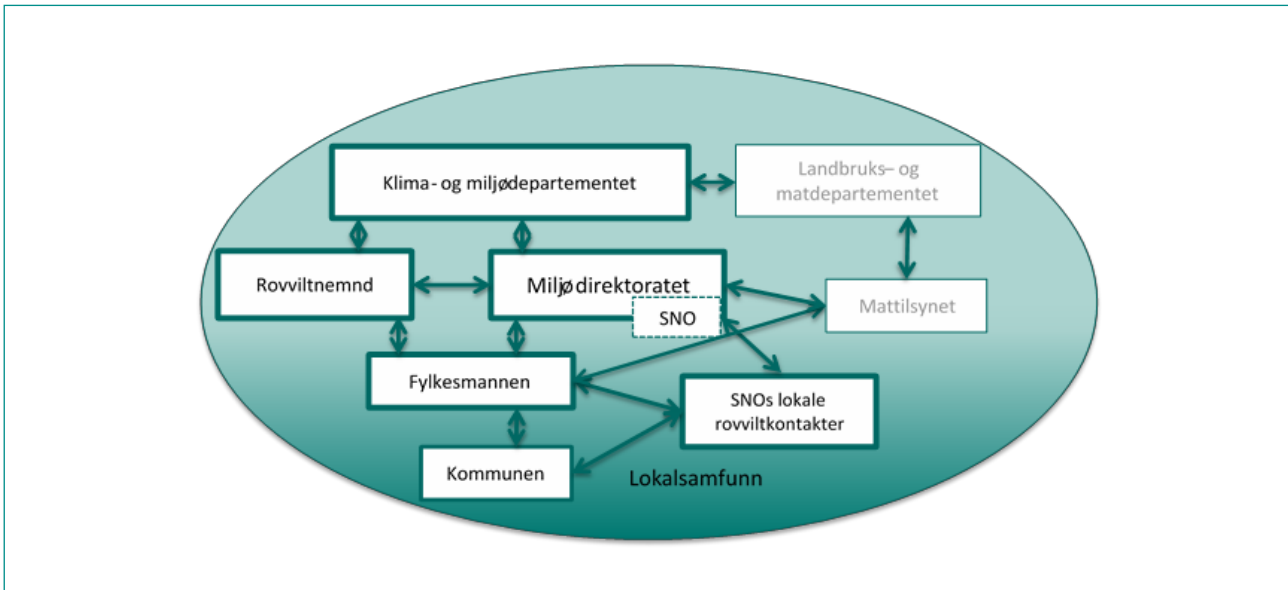 Klima- og miljødepartementet
Landbruks– og
matdepartementet
Rovviltnemnd
Miljødirektoratet
SNO
Mattilsynet
Fylkesmannen
SNOs lokale
rovviltkontakter
Kommunen
Lokalsamfunn